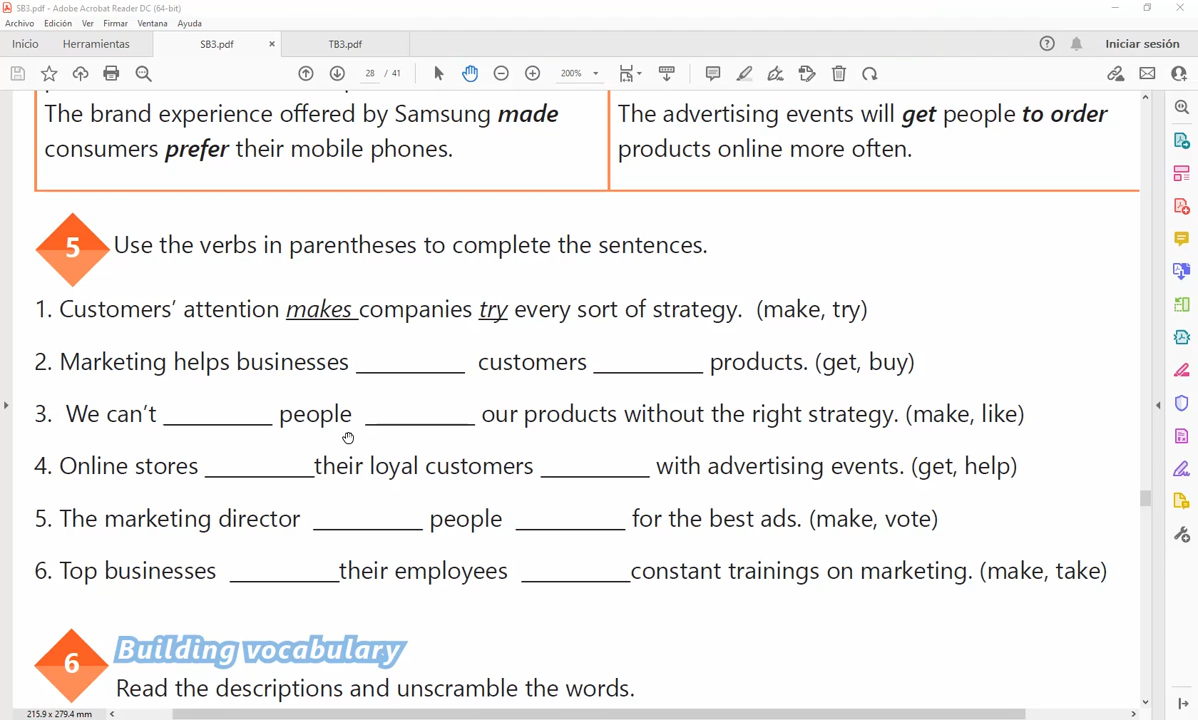 SB3.pdf - Adobe Acrobat Reader DC (64-bit)
Archivo Edición Ver Firmar Ventana Ayuda
Inicio Herramientas SB3.pdf × TB3.pdf Iniciar sesión
28 / 41 200%
The brand experience offered by Samsung made
consumers prefer their mobile phones.
The advertising events will get people to order
products online more often.
5 Use the verbs in parentheses to complete the sentences.
1. Customers’ attention makes companies try every sort of strategy. (make, try)
2. Marketing helps businesses _________ customers _________ products. (get, buy)
3. We can’t _________ people _________ our products without the right strategy. (make, like)
4. Online stores _________their loyal customers _________ with advertising events. (get, help)
5. The marketing director _________ people _________ for the best ads. (make, vote)
6. Top businesses _________their employees _________constant trainings on marketing. (make, take)
6 Building vocabulary
Read the descriptions and unscramble the words.
215.9 x 279.4 mm